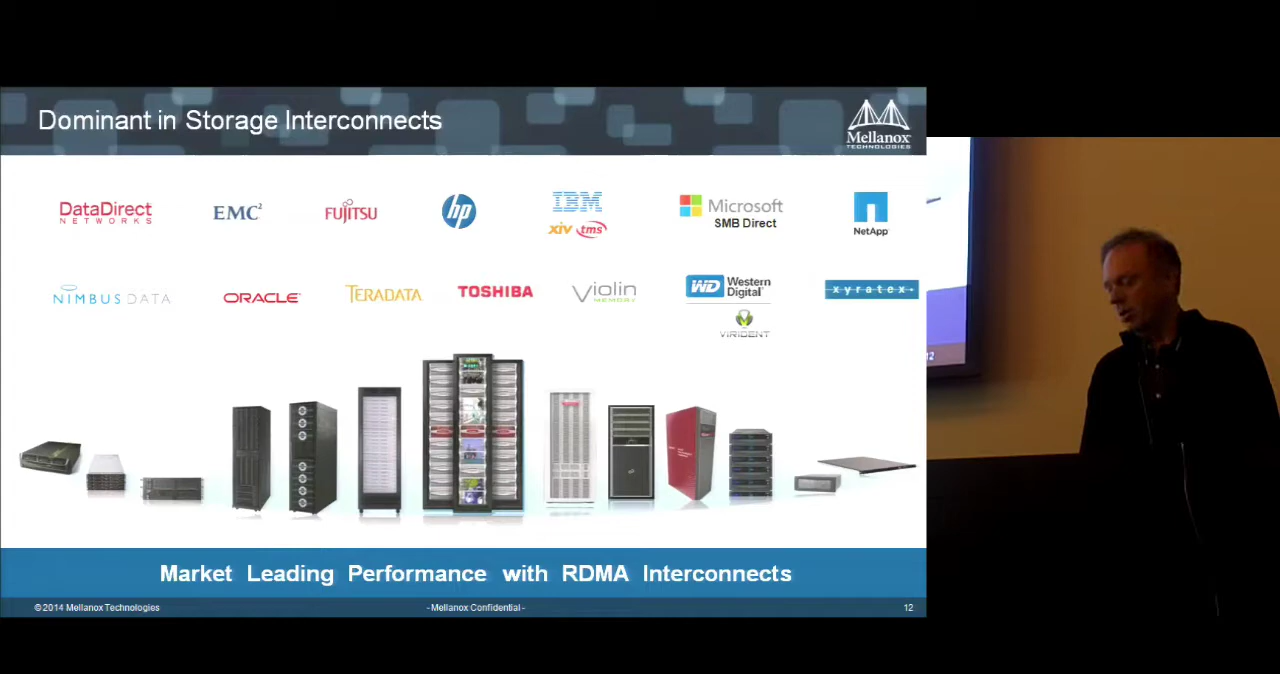 Dominant in Storage Interconnects
Mellanox
TECHNOLOGIES
DataDirect
NETWORKS
EMC²
FUJITSU
hp
IBM
XIV tms
Microsoft
SMB Direct
NetApp
NIMBUS DATA
ORACLE
TERADATA
TOSHIBA
Violin
MEMORY
WD Western
Digital
VIRIDENT
xyratex
12
Market Leading Performance with RDMA Interconnects
© 2014 Mellanox Technologies
- Mellanox Confidential -
12